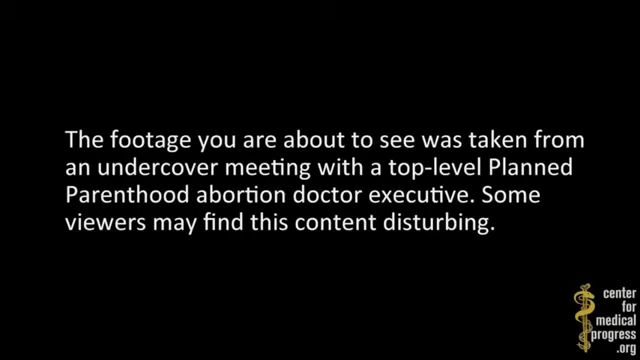 The footage you are about to see was taken from
an undercover meeting with a top-level Planned
Parenthood abortion doctor executive. Some
viewers may find this content disturbing.
center
for
medical
progress
.org